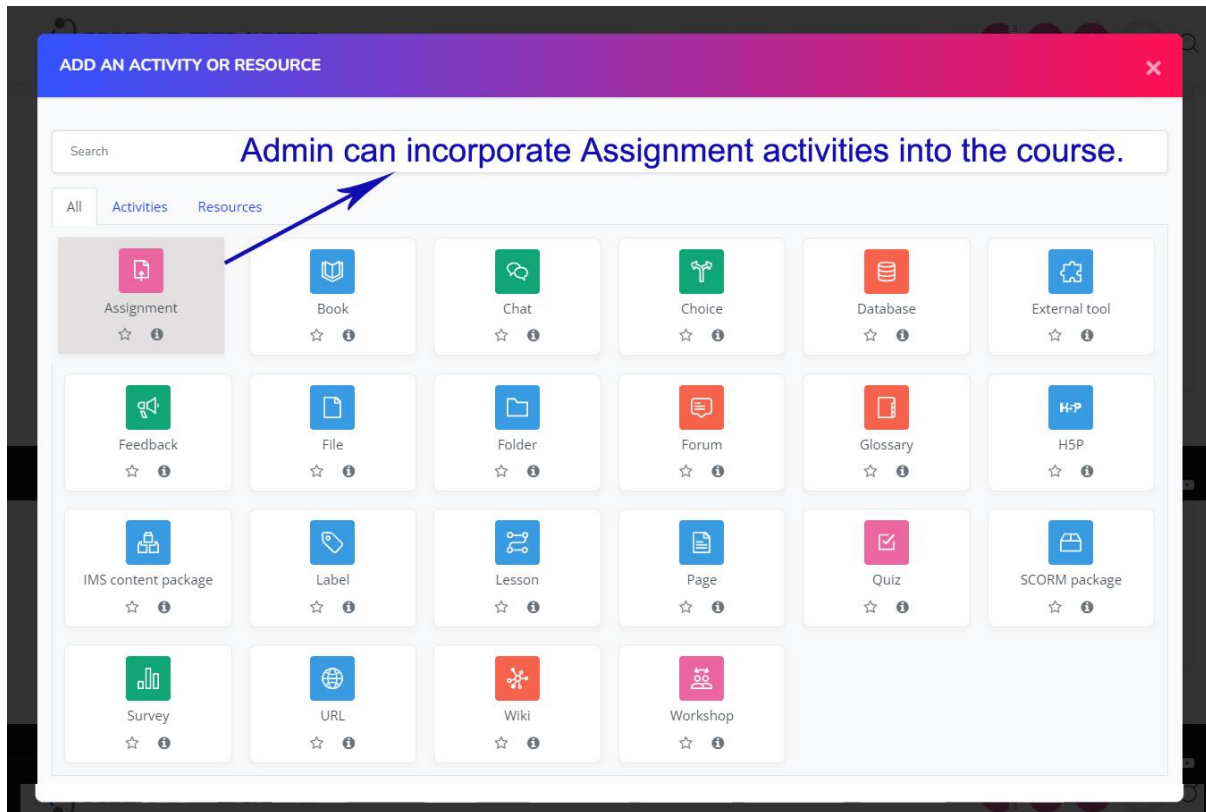 ADD AN ACTIVITY OR RESOURCE
Search
Admin can incorporate Assignment activities into the course.
All Activities Resources
Assignment Book Chat Choice Database External tool
Feedback File Folder Forum Glossary H5P
H-P
IMS content package Label Lesson Page Quiz SCORM package
Survey URL Wiki Workshop